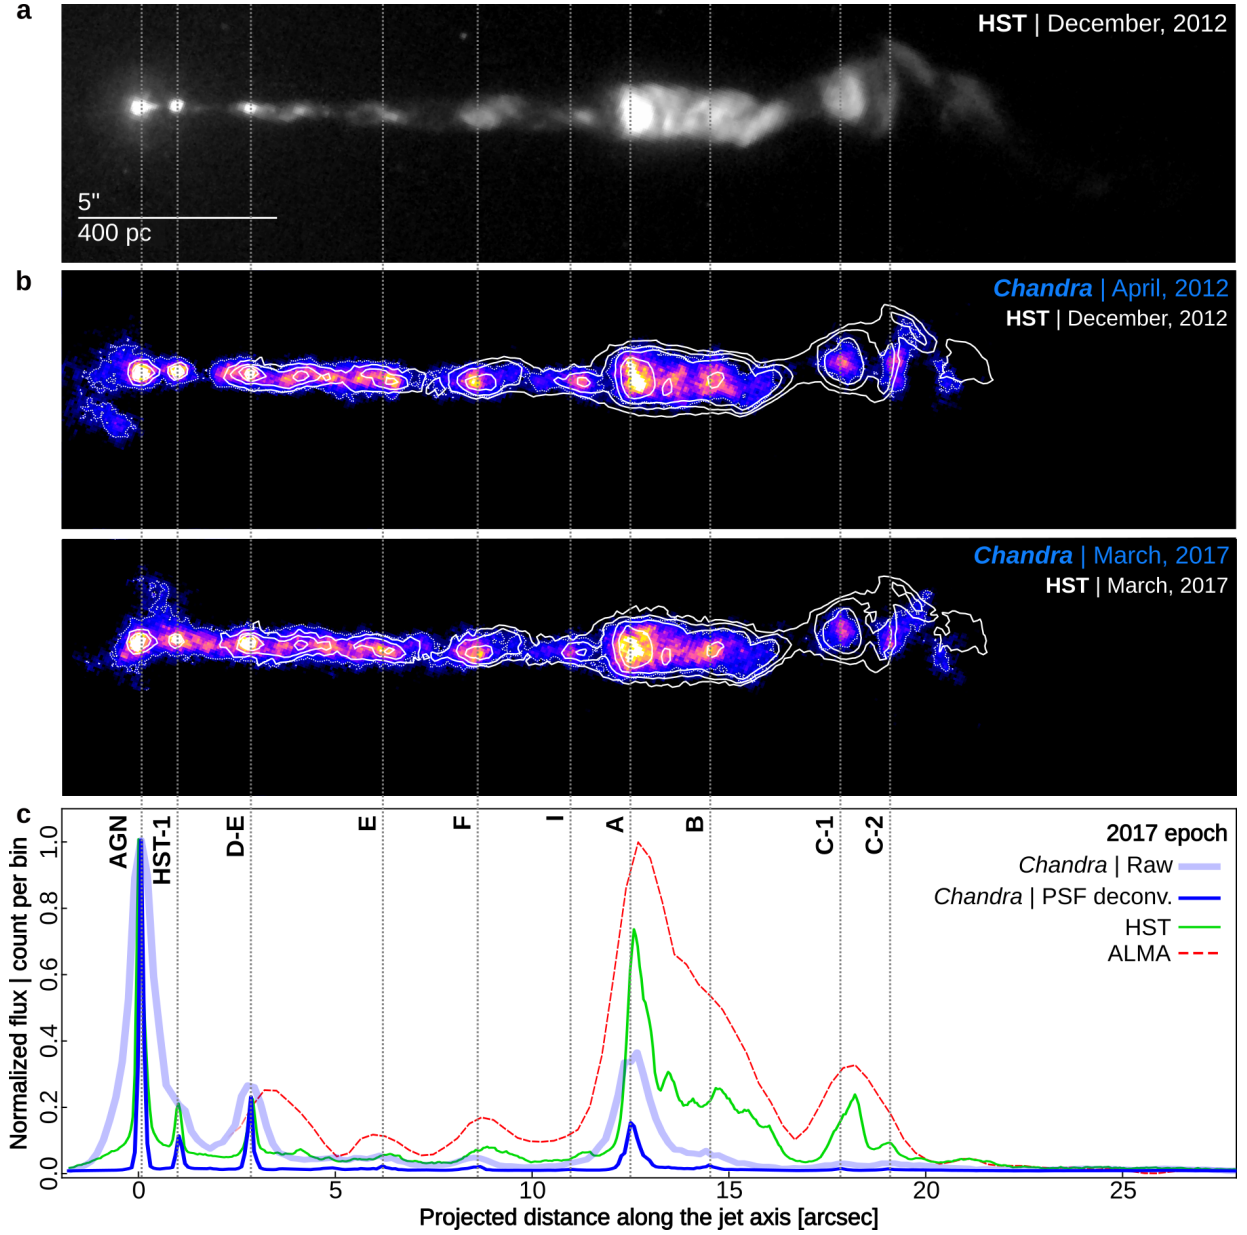 a
HST | December, 2012
5"
400 pc
b
Chandra | April, 2012
HST | December, 2012
Chandra | March, 2017
HST | March, 2017
c
AGN
HST-1
D-E
E
F
I
A
B
C-1
C-2
2017 epoch
Chandra | Raw
Chandra | PSF deconv.
HST
ALMA
Normalized flux | count per bin
1.0
0.8
0.6
0.4
0.2
0.0
0 5 10 15 20 25
Projected distance along the jet axis [arcsec]